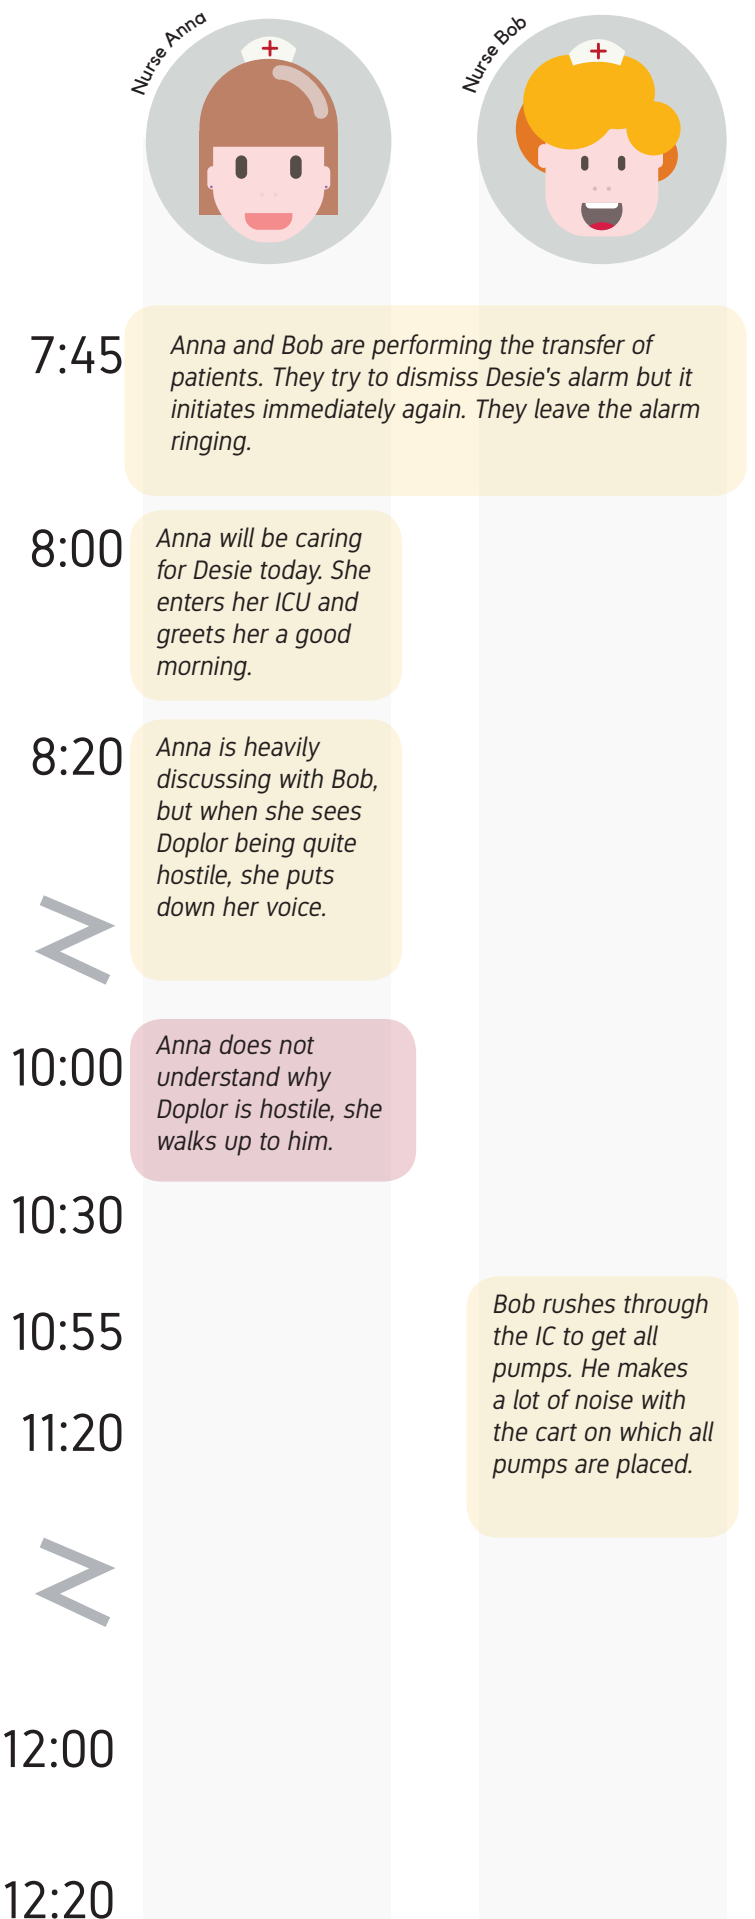 Nurse Anna
Nurse Bob
7:45
Anna and Bob are performing the transfer of
patients. They try to dismiss Desie's alarm but it
initiates immediately again. They leave the alarm
ringing.
8:00
Anna will be caring
for Desie today. She
enters her ICU and
greets her a good
morning.
8:20
Anna is heavily
discussing with Bob,
but when she sees
Doplor being quite
hostile, she puts
down her voice.
10:00
Anna does not
understand why
Doplor is hostile, she
walks up to him.
10:30
10:55
Bob rushes through
the IC to get all
pumps. He makes
a lot of noise with
the cart on which all
pumps are placed.
11:20
12:00
12:20